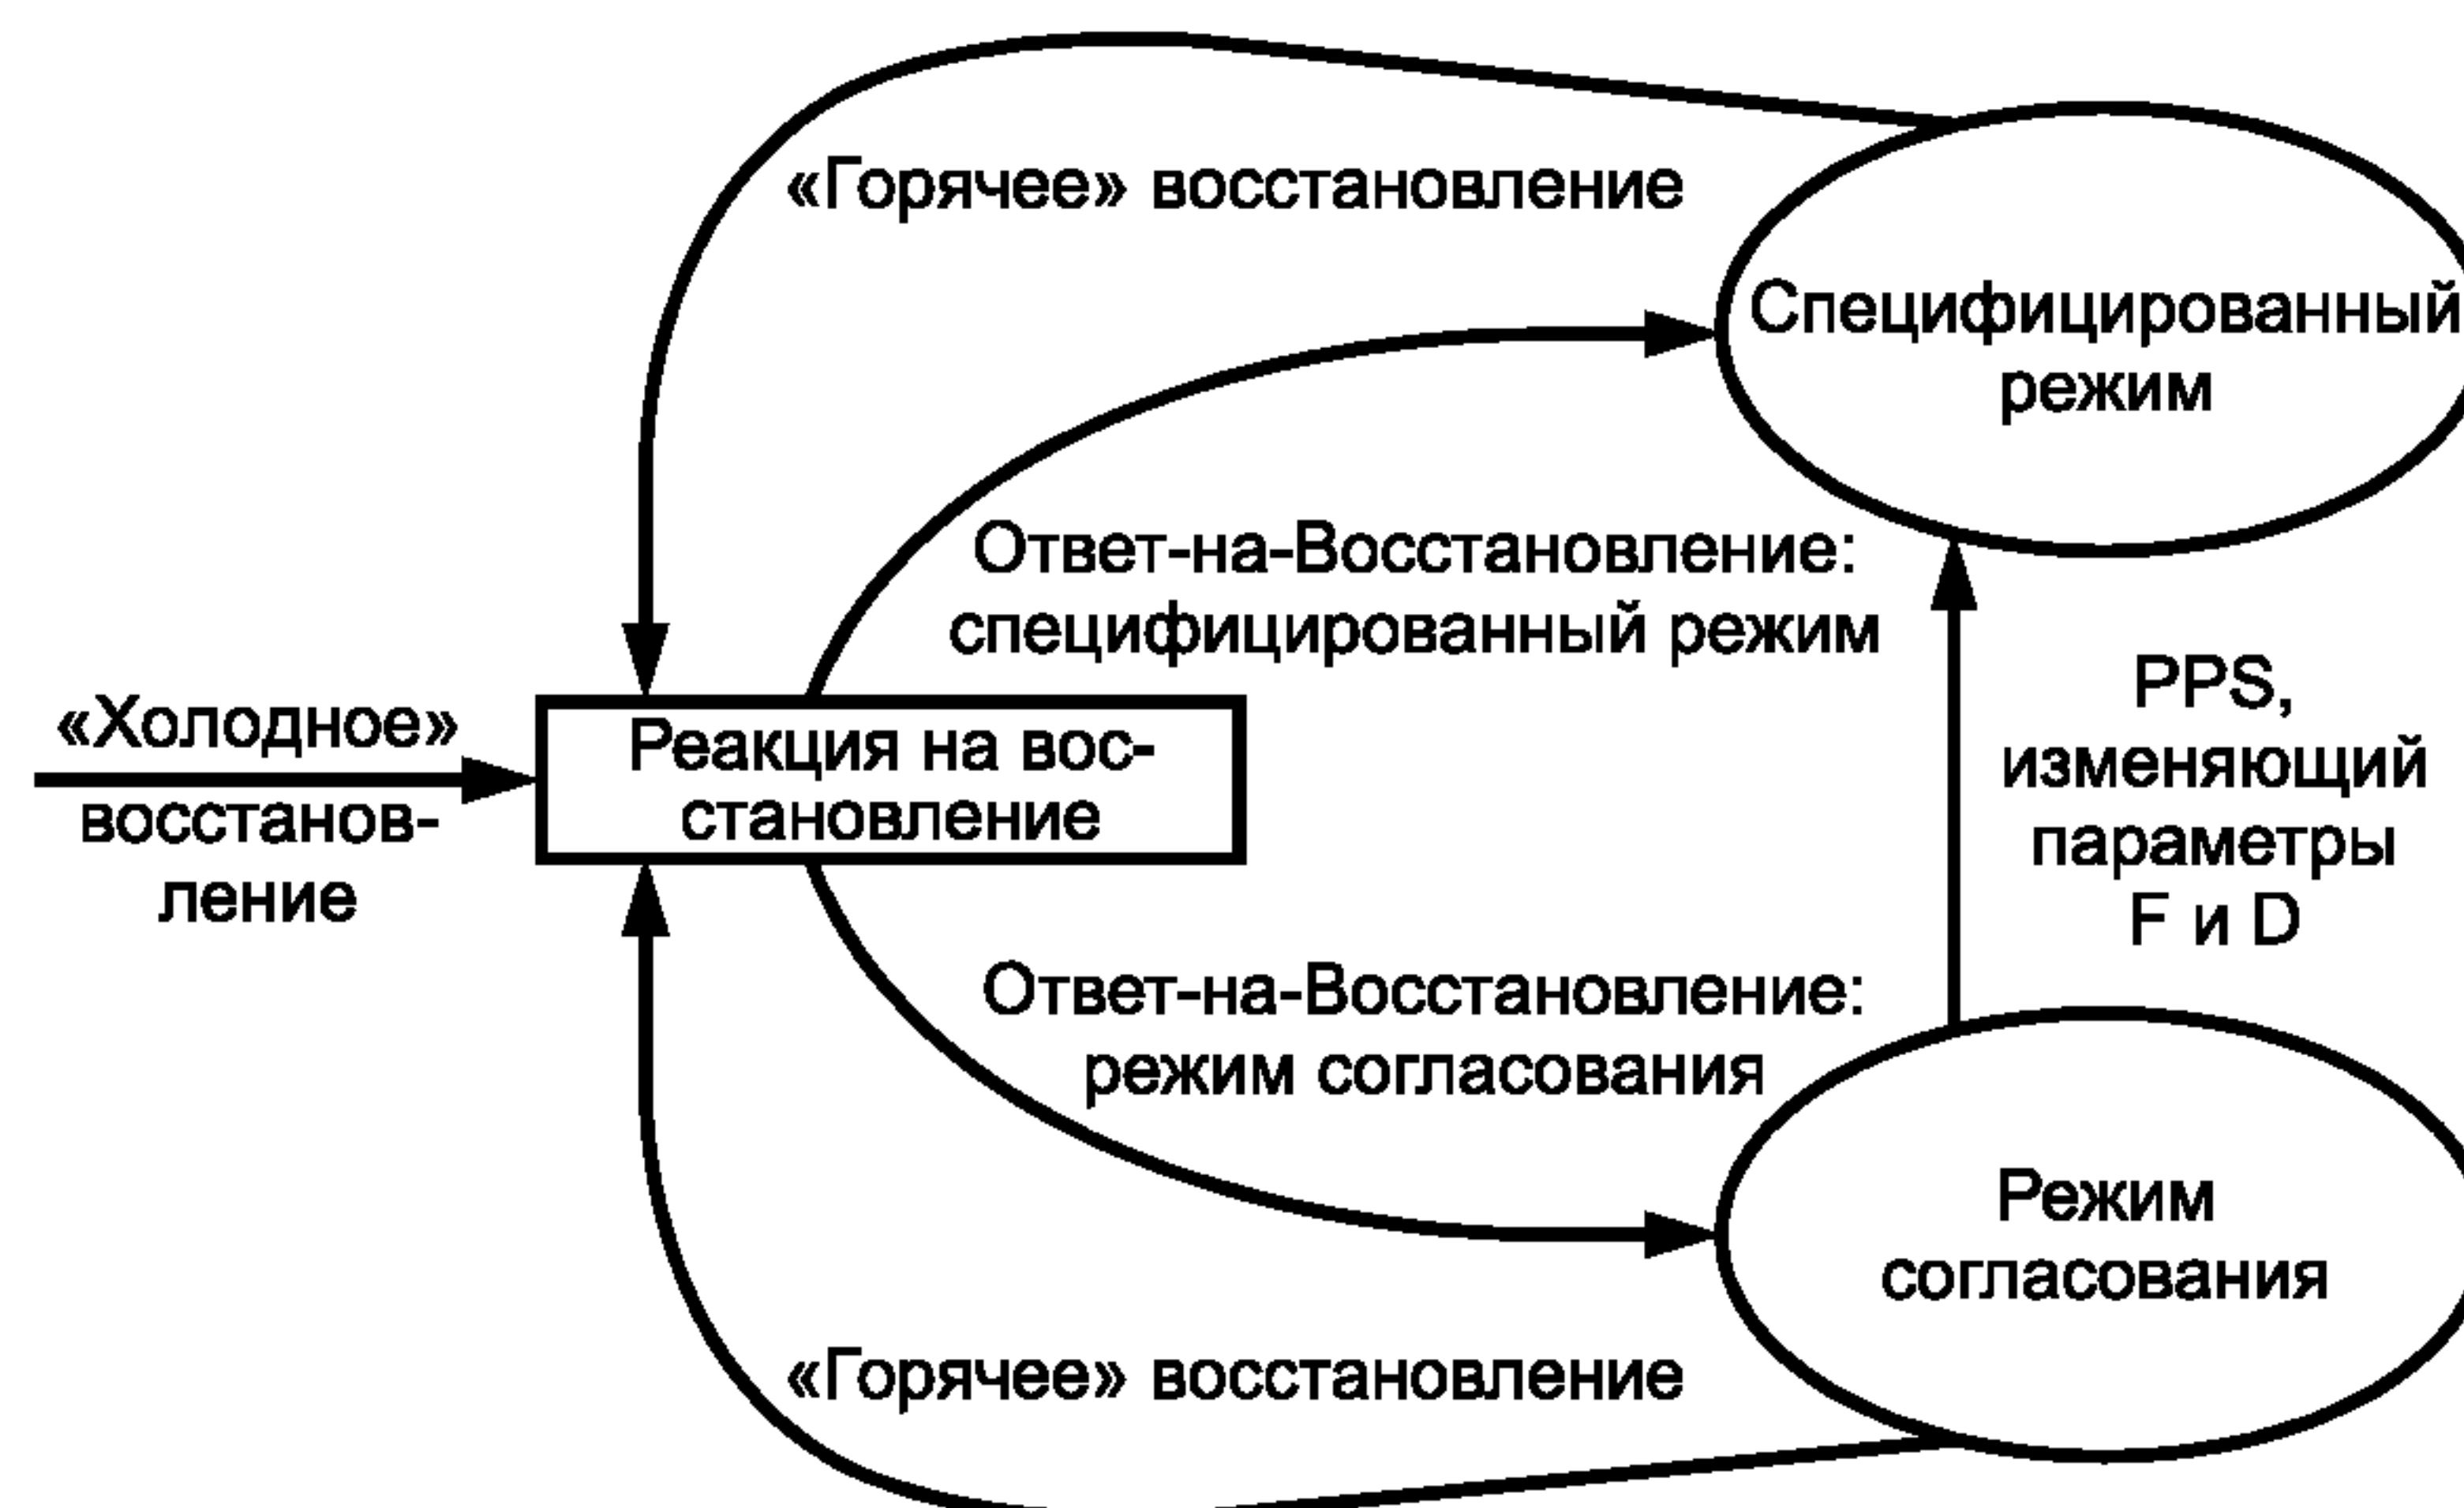 «Горячее» восстановление
Специфицированный
режим
Ответ-на-Восстановление:
специфицированный режим
PPS,
изменяющий
параметры
F и D
«Холодное»
восстанов-
ление
Реакция на вос-
становление
Ответ-на-Восстановление:
режим согласования
Режим
согласования
«Горячее» восстановление